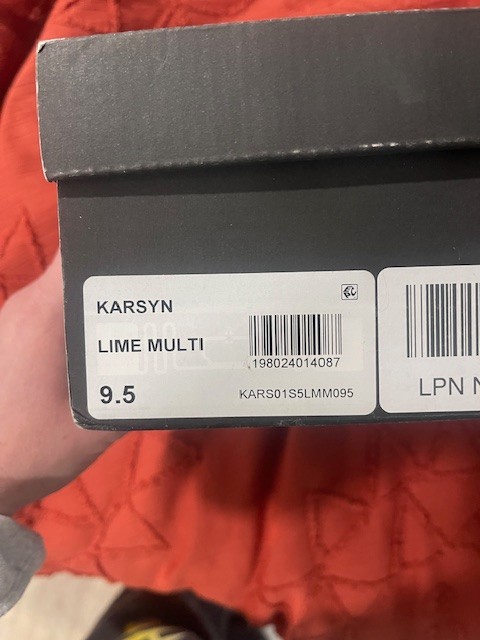 KARSYN
LIME MULTI
198024014087
9.5
KARS01S5LMM095
LPN